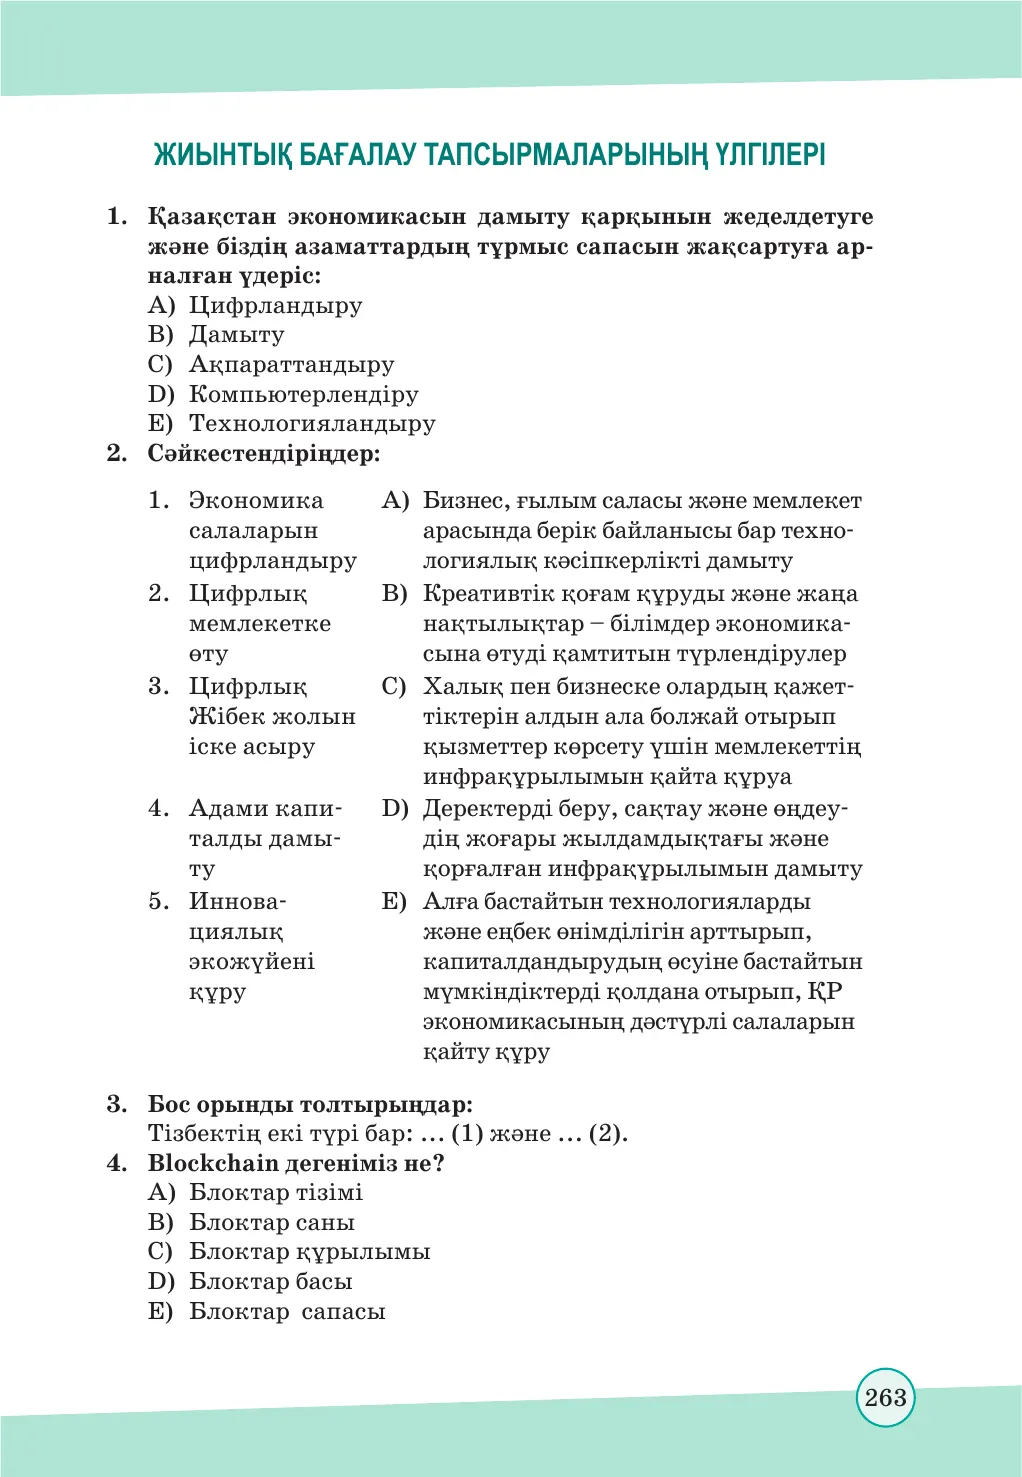 ЖИЫНТЫҚ БАҒАЛАУ ТАПСЫРМАЛАРЫНЫҢ ҮЛГІЛЕРІ
1. Қазақстан экономикасын дамыту қарқынын жеделдетуге
және біздің азаматтардың тұрмыс сапасын жақсартуға ар-
налған үдеріс:
A) Цифрландыру
B) Дамыту
C) Ақпараттандыру
D) Компьютерлендіру
E) Технологияландыру
2. Сәйкестендіріңдер:
1. Экономика
салаларын
цифрландыру
A) Бизнес, ғылым саласы және мемлекет
арасында берік байланысы бар техно-
логиялық кәсіпкерлікті дамыту
2. Цифрлық
мемлекетке
өту
B) Креативтік қоғам құруды және жаңа
нақтылықтар – білімдер экономика-
сына өтуді қамтитын түрлендірулер
3. Цифрлық
Жібек жолын
іске асыру
C) Халық пен бизнеске олардың қажет-
тіктерін алдын ала болжай отырып
қызметтер көрсету үшін мемлекеттің
инфрақұрылымын қайта құруа
4. Адами капи-
талды дамы-
ту
D) Деректерді беру, сақтау және өңдеу-
дің жоғары жылдамдықтағы және
қорғалған инфрақұрылымын дамыту
5. Иннова-
циялық
экожүйені
құру
E) Алға бастайтын технологияларды
және еңбек өнімділігін арттырып,
капиталдандырудың өсуіне бастайтын
мүмкіндіктерді қолдана отырып, ҚР
экономикасының дәстүрлі салаларын
қайту құру
3. Бос орынды толтырыңдар:
Тізбектің екі түрі бар: ... (1) және ... (2).
4. Blockchain дегеніміз не?
A) Блоктар тізімі
B) Блоктар саны
C) Блоктар құрылымы
D) Блоктар басы
E) Блоктар сапасы
263